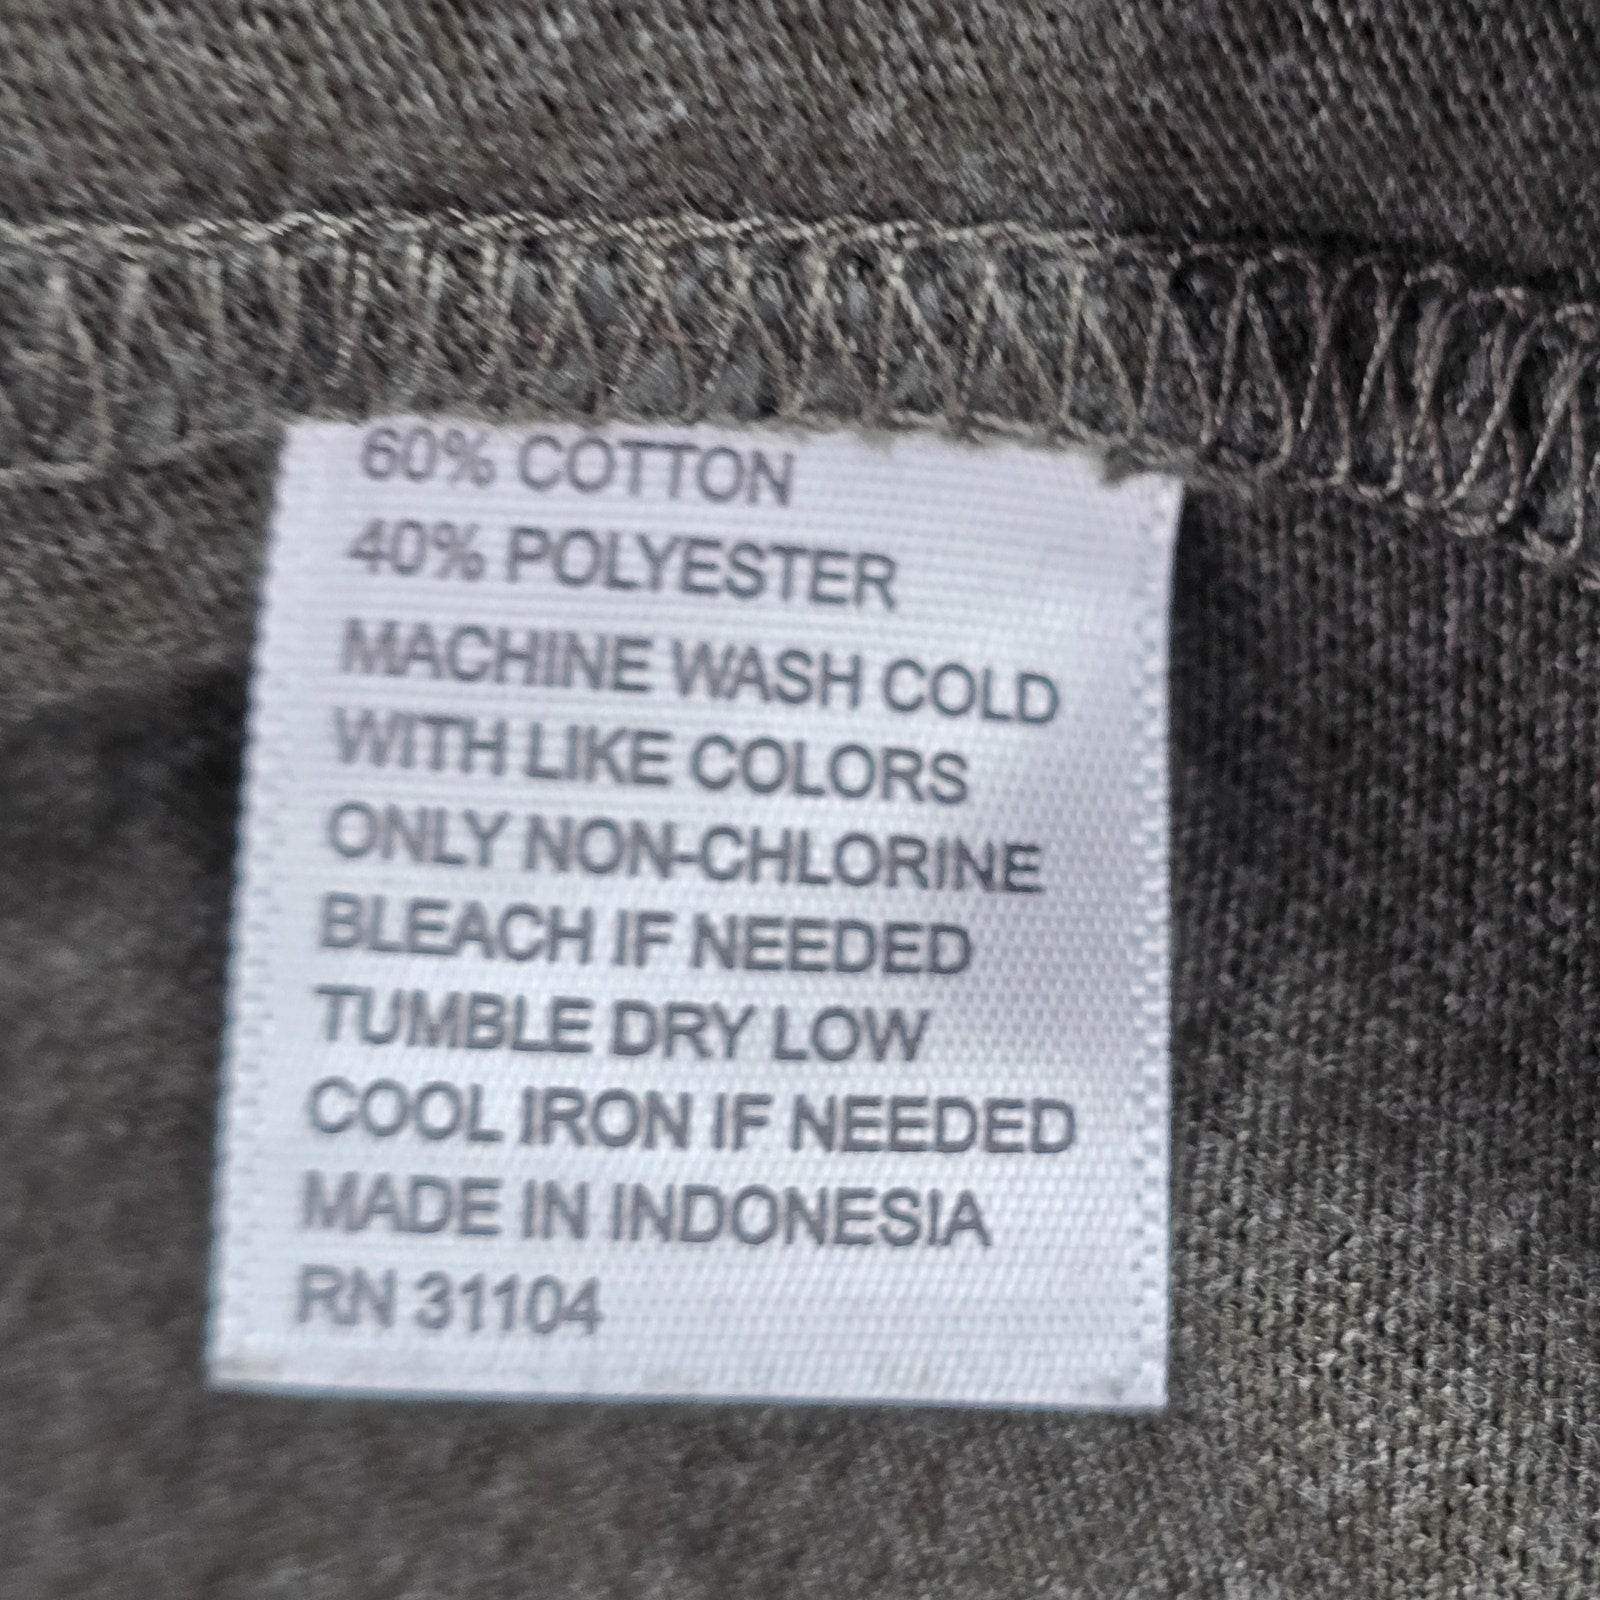 60% COTTON
40% POLYESTER
MACHINE WASH COLD
WITH LIKE COLORS
ONLY NON-CHLORINE
BLEACH IF NEEDED
TUMBLE DRY LOW
COOL IRON IF NEEDED
MADE IN INDONESIA
RN 31104